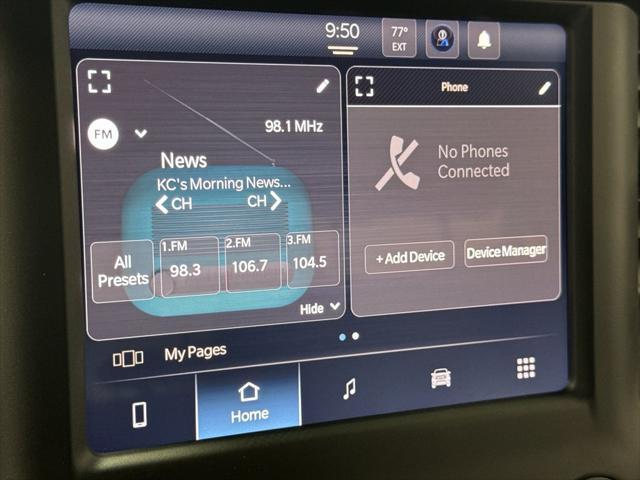 9:50
77°
EXT
Phone
FM
98.1 MHz
News
KC's Morning News...
CH CH
No Phones
Connected
All
Presets
1.FM
98.3
2.FM
106.7
3.FM
104.5
+ Add Device
Device Manager
Hide
My Pages
Home